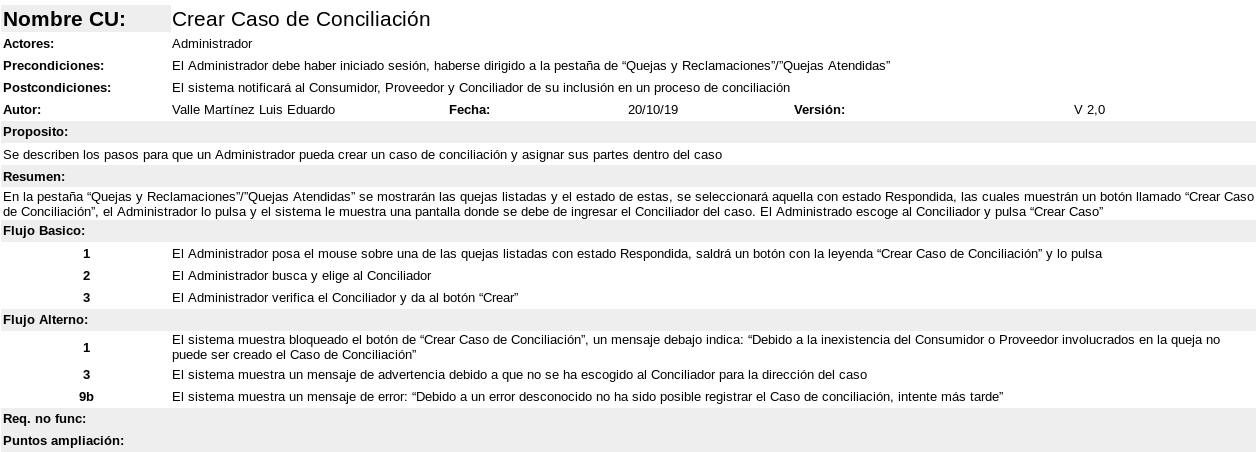 Nombre CU: Crear Caso de Conciliación
Actores: Administrador
Precondiciones: El Administrador debe haber iniciado sesión, haberse dirigido a la pestaña de “Quejas y Reclamaciones”/”Quejas Atendidas”
Postcondiciones: El sistema notificará al Consumidor, Proveedor y Conciliador de su inclusión en un proceso de conciliación
Autor: Valle Martínez Luis Eduardo Fecha: 20/10/19 Versión: V 2,0
Proposito:
Se describen los pasos para que un Administrador pueda crear un caso de conciliación y asignar sus partes dentro del caso
Resumen:
En la pestaña “Quejas y Reclamaciones”/”Quejas Atendidas” se mostrarán las quejas listadas y el estado de estas, se seleccionará aquella con estado Respondida, las cuales muestrán un botón llamado “Crear Caso
de Conciliación”, el Administrador lo pulsa y el sistema le muestra una pantalla donde se debe de ingresar el Conciliador del caso. El Administrado escoge al Conciliador y pulsa “Crear Caso”
Flujo Basico:
1 El Administrador posa el mouse sobre una de las quejas listadas con estado Respondida, saldrá un botón con la leyenda “Crear Caso de Conciliación” y lo pulsa
2 El Administrador busca y elige al Conciliador
3 El Administrador verifica el Conciliador y da al botón “Crear”
Flujo Alterno:
1 El sistema muestra bloqueado el botón de “Crear Caso de Conciliación”, un mensaje debajo indica: “Debido a la inexistencia del Consumidor o Proveedor involucrados en la queja no
puede ser creado el Caso de Conciliación”
3 El sistema muestra un mensaje de advertencia debido a que no se ha escogido al Conciliador para la dirección del caso
9b El sistema muestra un mensaje de error: “Debido a un error desconocido no ha sido posible registrar el Caso de conciliación, intente más tarde”
Req. no func:
Puntos ampliación: